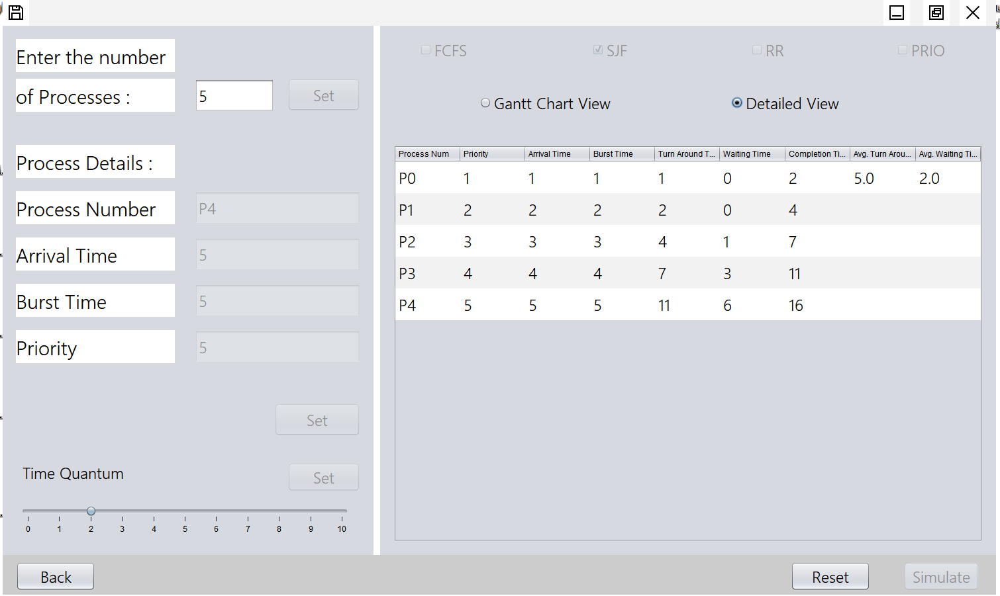 Enter the number
of Processes :
5
Set
Process Details :
Process Number
P4
Arrival Time
5
Burst Time
5
Priority
5
Set
Time Quantum
Set
0 1 2 3 4 5 6 7 8 9 10
FCFS SJF RR PRIO
Gantt Chart View Detailed View
Process Num Priority Arrival Time Burst Time Turn Around T... Waiting Time Completion Ti... Avg. Turn Arou... Avg. Waiting Ti...
P0 1 1 1 1 0 2 5.0 2.0
P1 2 2 2 2 0 4
P2 3 3 3 4 1 7
P3 4 4 4 7 3 11
P4 5 5 5 11 6 16
Back Reset Simulate